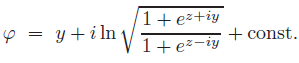 φ = y + i ln √((1 + e^{z+iy})/(1 + e^{z−iy})) + const.